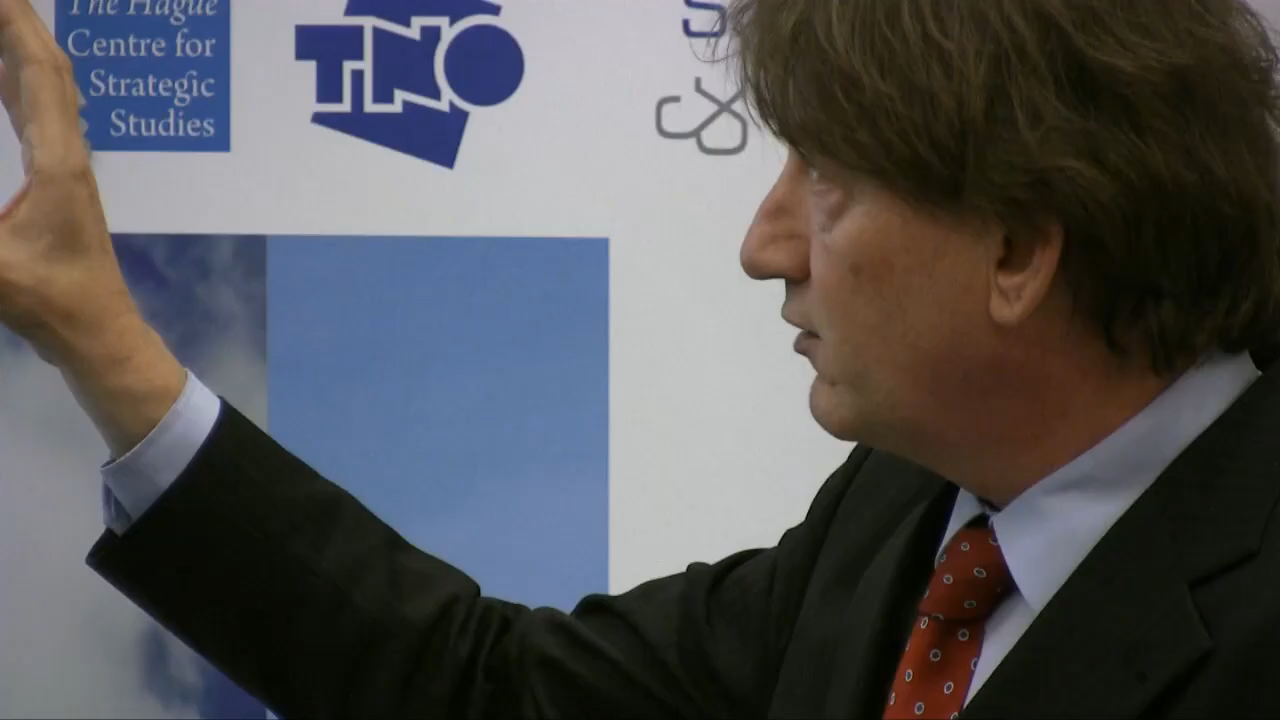 The Hague
Centre for
Strategic
Studies
TNO